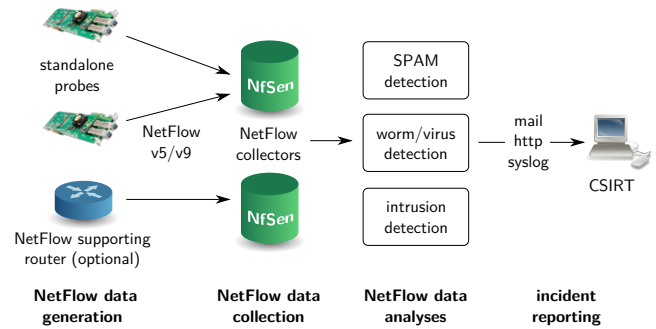 standalone
probes
NetFlow
v5/v9
NetFlow supporting
router (optional)
NfSen
NetFlow
collectors
NfSen
SPAM
detection
worm/virus
detection
intrusion
detection
mail
http
syslog
CSIRT
NetFlow data
generation
NetFlow data
collection
NetFlow data
analyses
incident
reporting